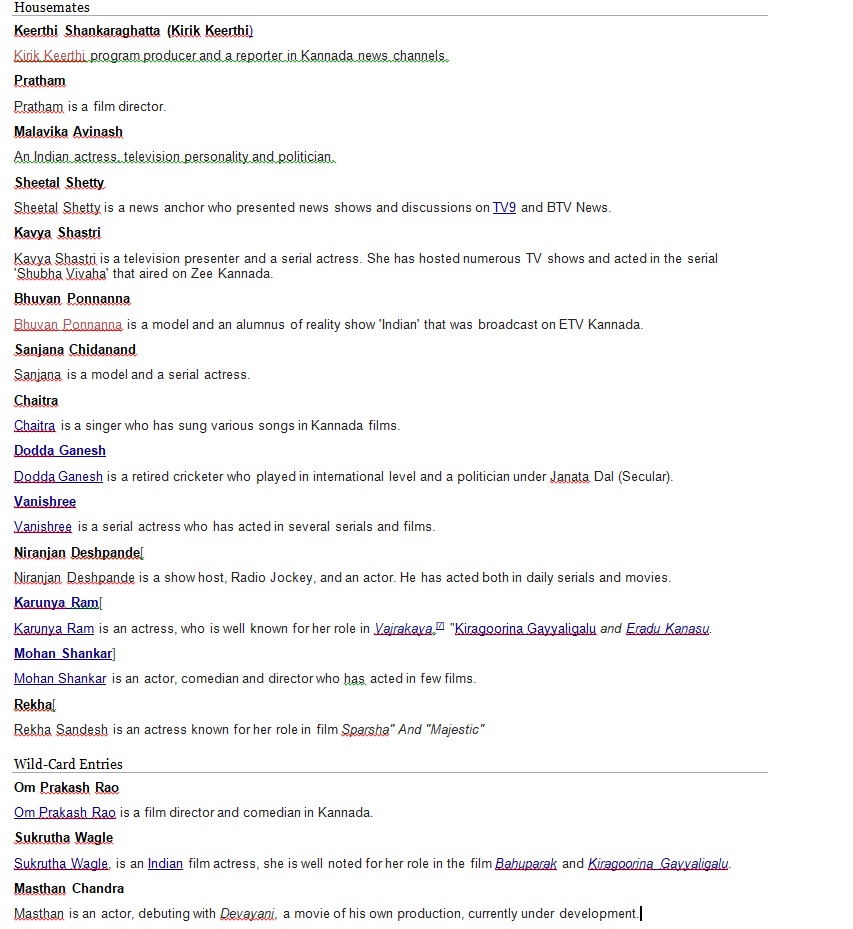 Housemates
Keerthi Shankaraghatta (Kirik Keerthi)
Kirik Keerthi program producer and a reporter in Kannada news channels.
Pratham
Pratham is a film director.
Malavika Avinash
An Indian actress, television personality and politician.
Sheetal Shetty
Sheetal Shetty is a news anchor who presented news shows and discussions on TV9 and BTV News.
Kavya Shastri
Kavya Shastri is a television presenter and a serial actress. She has hosted numerous TV shows and acted in the serial
'Shubha Vivaha' that aired on Zee Kannada.
Bhuvan Ponnanna
Bhuvan Ponnanna is a model and an alumnus of reality show 'Indian' that was broadcast on ETV Kannada.
Sanjana Chidanand
Sanjana is a model and a serial actress.
Chaitra
Chaitra is a singer who has sung various songs in Kannada films.
Dodda Ganesh
Dodda Ganesh is a retired cricketer who played in international level and a politician under Janata Dal (Secular).
Vanishree
Vanishree is a serial actress who has acted in several serials and films.
Niranjan Deshpande[
Niranjan Deshpande is a show host, Radio Jockey, and an actor. He has acted both in daily serials and movies.
Karunya Ram[
Karunya Ram is an actress, who is well known for her role in Vajrakaya,[7] "Kiragoorina Gayyaligalu and Eradu Kanasu.
Mohan Shankar]
Mohan Shankar is an actor, comedian and director who has acted in few films.
Rekha[
Rekha Sandesh is an actress known for her role in film Sparsha" And "Majestic"
Wild-Card Entries
Om Prakash Rao
Om Prakash Rao is a film director and comedian in Kannada.
Sukrutha Wagle
Sukrutha Wagle, is an Indian film actress, she is well noted for her role in the film Bahuparak and Kiragoorina Gayyaligalu.
Masthan Chandra
Masthan is an actor, debuting with Devayani, a movie of his own production, currently under development.